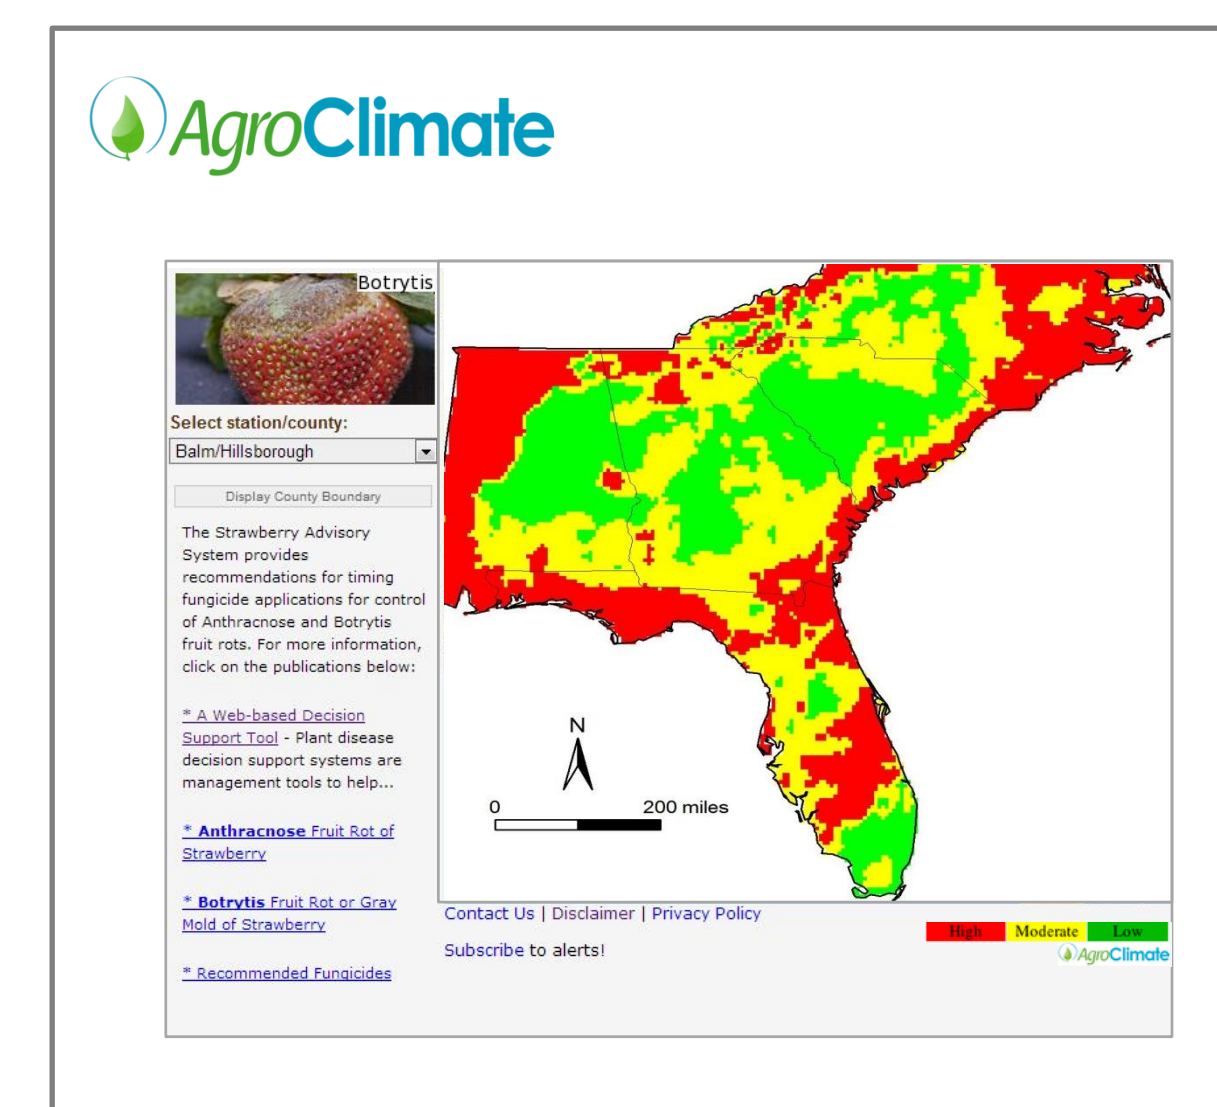 AgroClimate
Botrytis
Select station/county:
Balm/Hillsborough
Display County Boundary
The Strawberry Advisory
System provides
recommendations for timing
fungicide applications for control
of Anthracnose and Botrytis
fruit rots. For more information,
click on the publications below:
* A Web-based Decision
Support Tool - Plant disease
decision support systems are
management tools to help...
* Anthracnose Fruit Rot of
Strawberry
* Botrytis Fruit Rot or Gray
Mold of Strawberry
* Recommended Fungicides
N
0 200 miles
Contact Us | Disclaimer | Privacy Policy
Subscribe to alerts!
High Moderate Low
AgroClimate